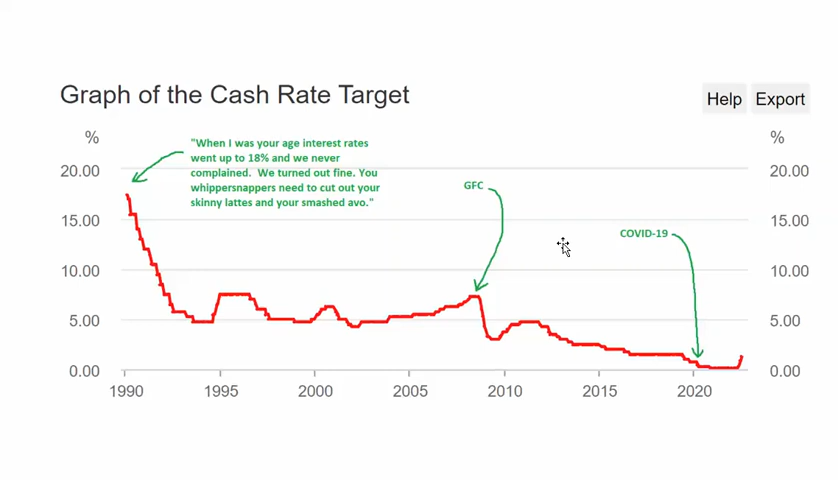 Graph of the Cash Rate Target
Help
Export
%
%
"When I was your age interest rates
went up to 18% and we never
complained.  We turned out fine. You
whippersnappers need to cut out your
skinny lattes and your smashed avo."
GFC
COVID-19
20.00
20.00
15.00
15.00
10.00
10.00
5.00
5.00
0.00
0.00
1990
1995
2000
2005
2010
2015
2020